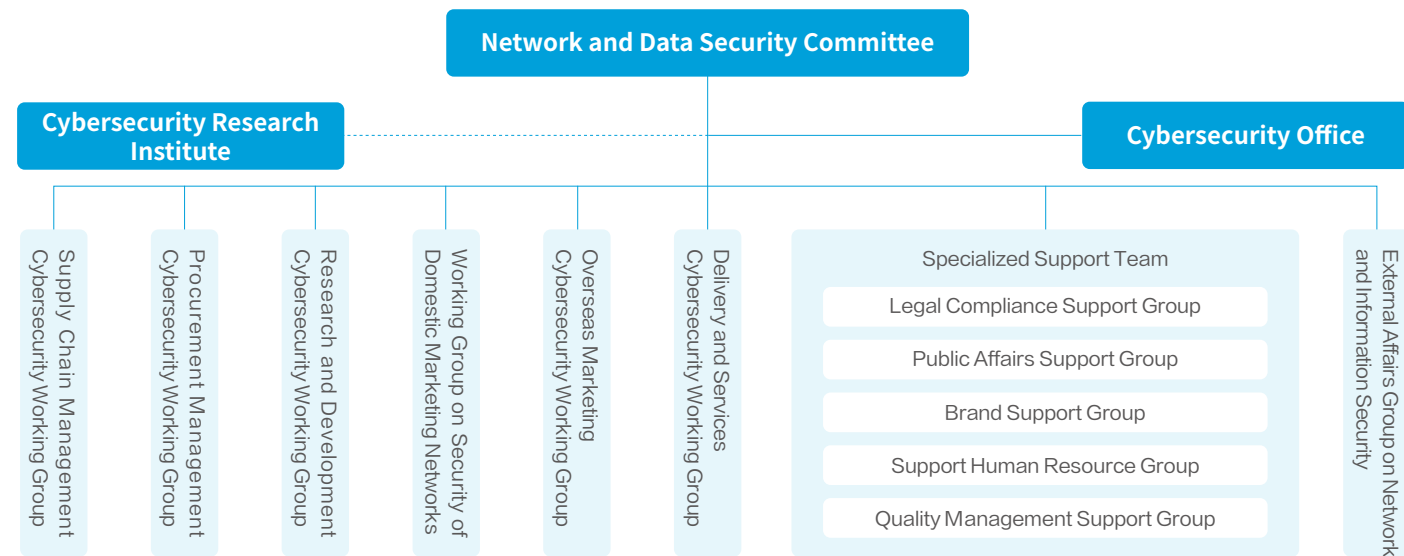 Network and Data Security Committee
Cybersecurity Research
Institute
Cybersecurity Office
Supply Chain Management
Cybersecurity Working Group
Procurement Management
Cybersecurity Working Group
Research and Development
Cybersecurity Working Group
Working Group on Security of
Domestic Marketing Networks
Overseas Marketing
Cybersecurity Working Group
Delivery and Services
Cybersecurity Working Group
Specialized Support Team
Legal Compliance Support Group
Public Affairs Support Group
Brand Support Group
Support Human Resource Group
Quality Management Support Group
External Affairs Group on Network
and Information Security